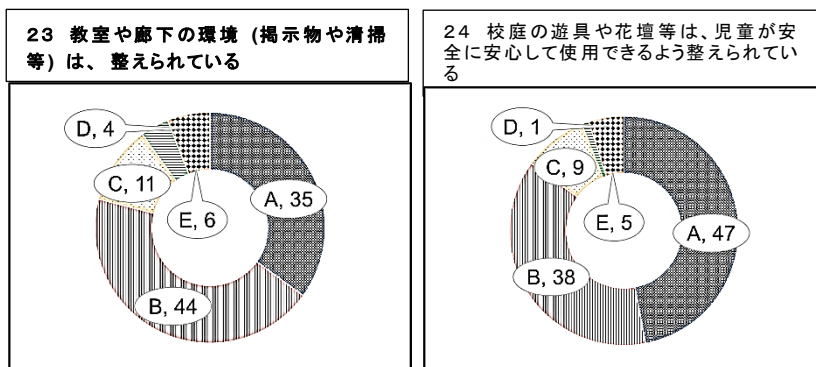 23 教室や廊下の環境 (掲示物や清掃
等) は、整えられている
D, 4
C, 11
A, 35
E, 6
B, 44
24 校庭の遊具や花壇等は、児童が安
全に安心して使用できるよう整えられてい
る
D, 1
C, 9
E, 5
A, 47
B, 38